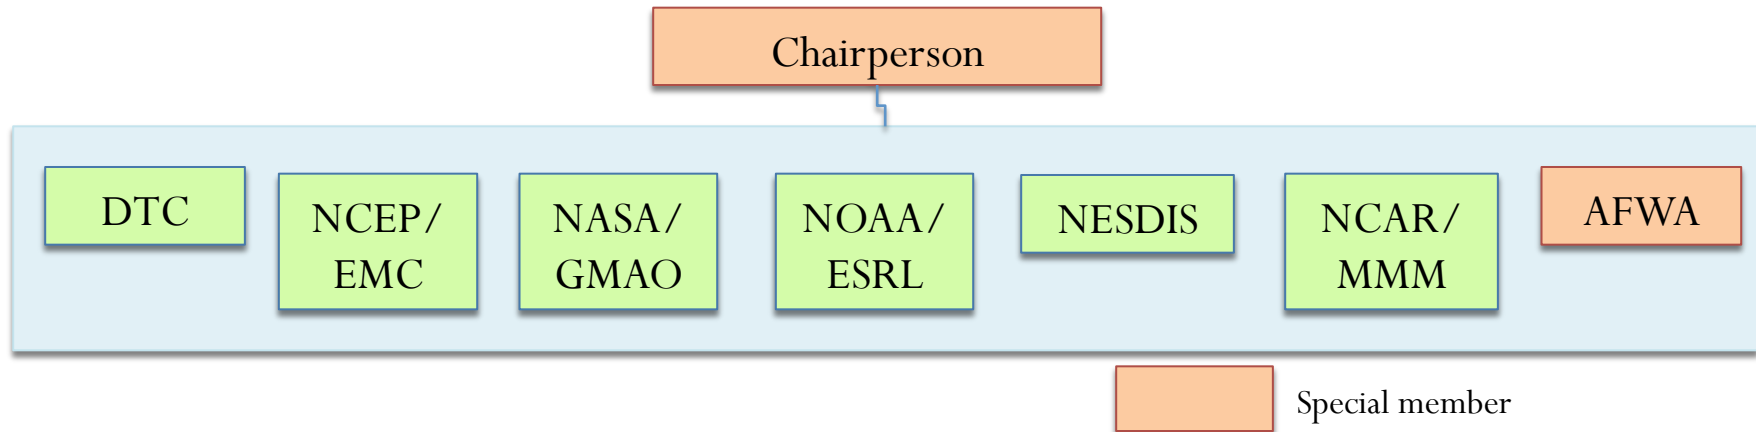 Chairperson
DTC
NCEP/
EMC
NASA/
GMAO
NOAA/
ESRL
NESDIS
NCAR/
MMM
AFWA
Special member